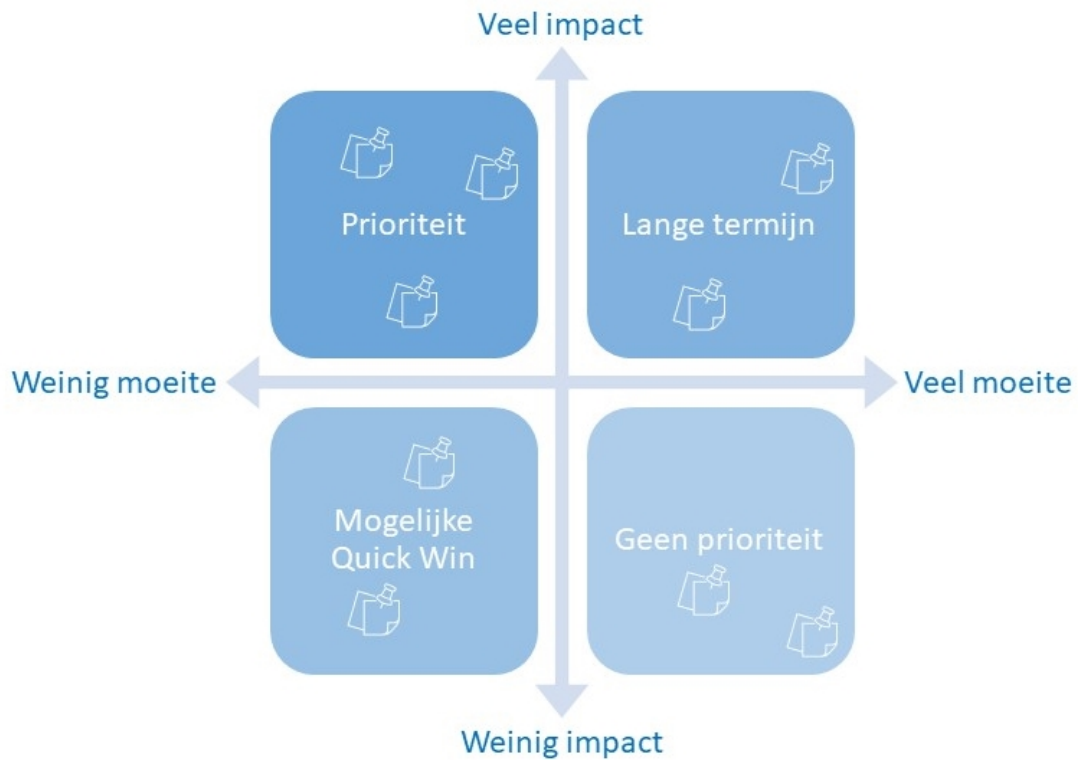 Veel impact
Prioriteit
Lange termijn
Weinig moeite
Veel moeite
Mogelijke
Quick Win
Geen prioriteit
Weinig impact